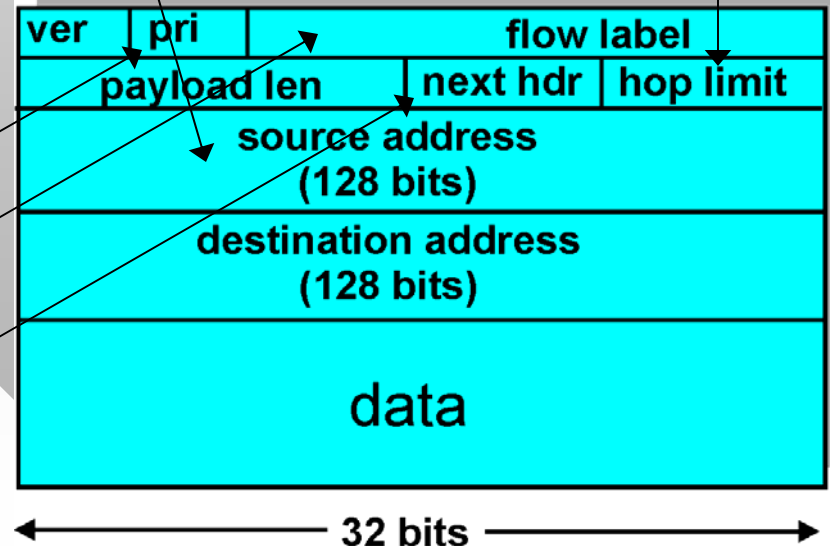 ver pri flow label
payload len next hdr hop limit
source address
(128 bits)
destination address
(128 bits)
data
32 bits